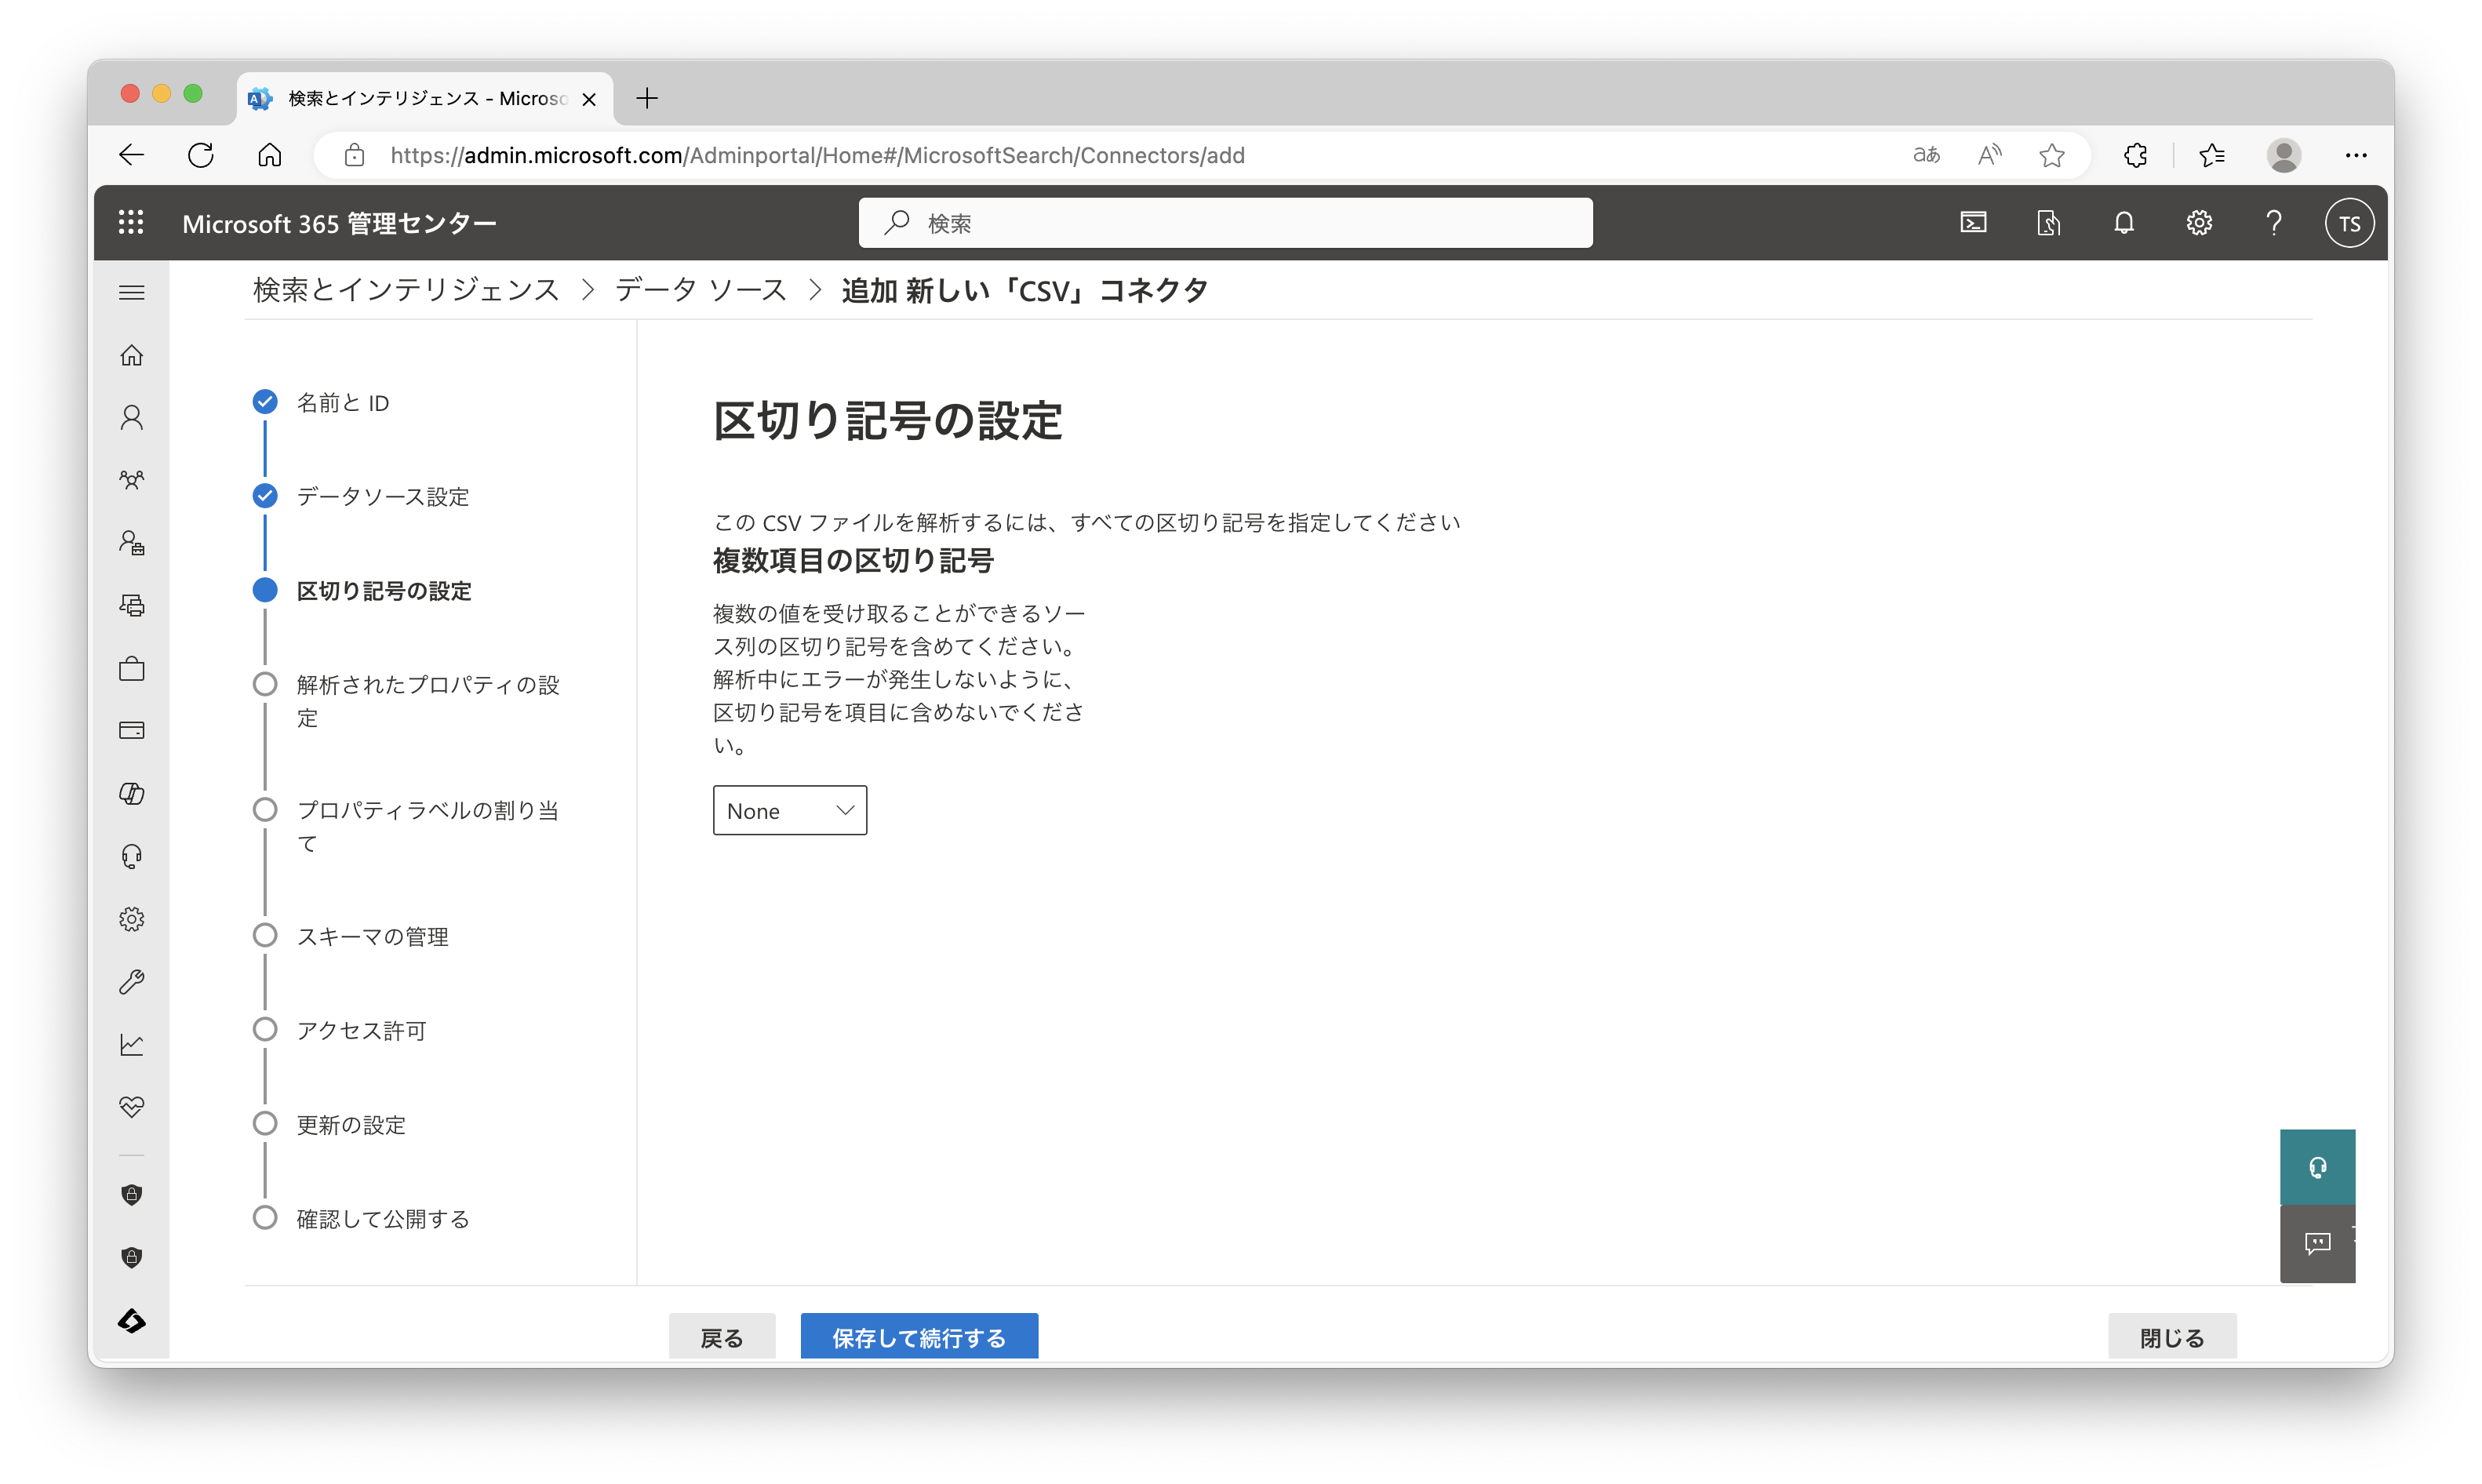 検索とインテリジェンス - Microso
https://admin.microsoft.com/Adminportal/Home#/MicrosoftSearch/Connectors/add
aあ
Microsoft 365 管理センター
検索
TS
検索とインテリジェンス > データ ソース > 追加 新しい「CSV」コネクタ
名前と ID
データソース設定
区切り記号の設定
解析されたプロパティの設
定
プロパティラベルの割り当
て
スキーマの管理
アクセス許可
更新の設定
確認して公開する
区切り記号の設定
この CSV ファイルを解析するには、すべての区切り記号を指定してください
複数項目の区切り記号
複数の値を受け取ることができるソー
ス列の区切り記号を含めてください。
解析中にエラーが発生しないように、
区切り記号を項目に含めないでくださ
い。
None
戻る
保存して続行する
閉じる